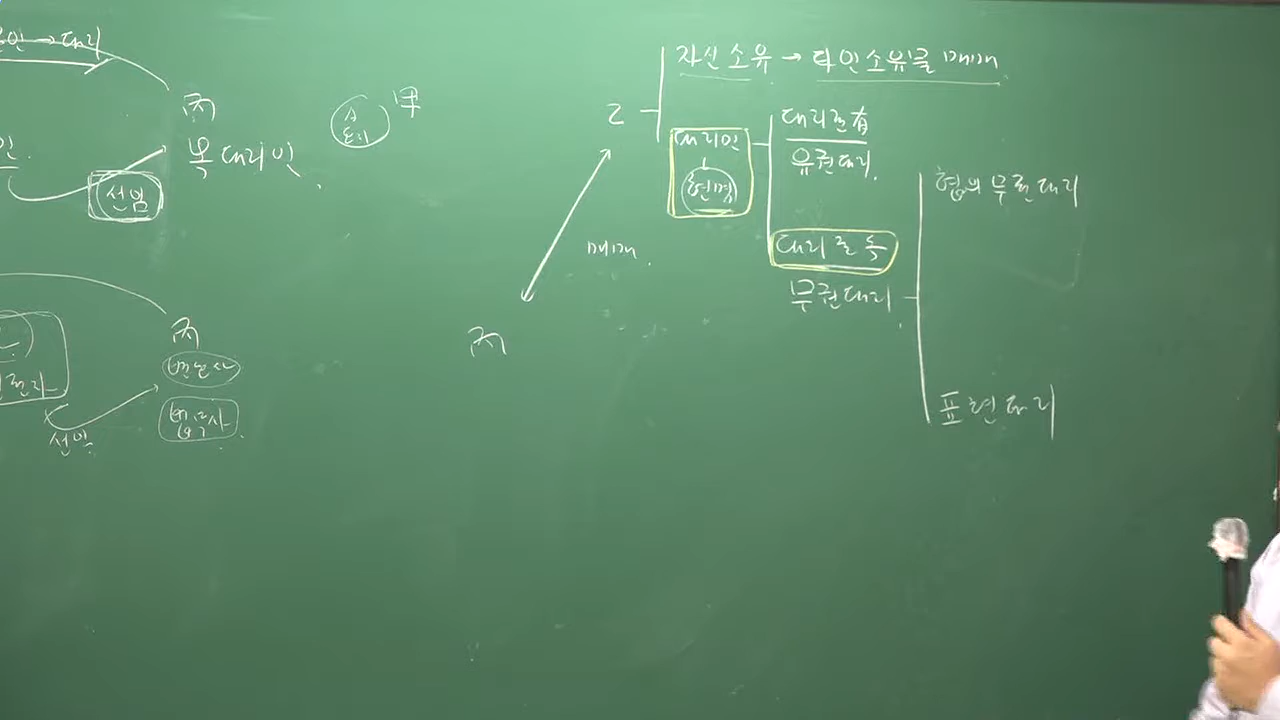 → 대리
丙
복대리인
선임
丙
변호사
법무사
선임
乙
자신소유 → 타인소유를 매매
대리인
현명
대리권有
유권대리
대리권 不
무권대리
협의 무권대리
표현대리
매매
丙